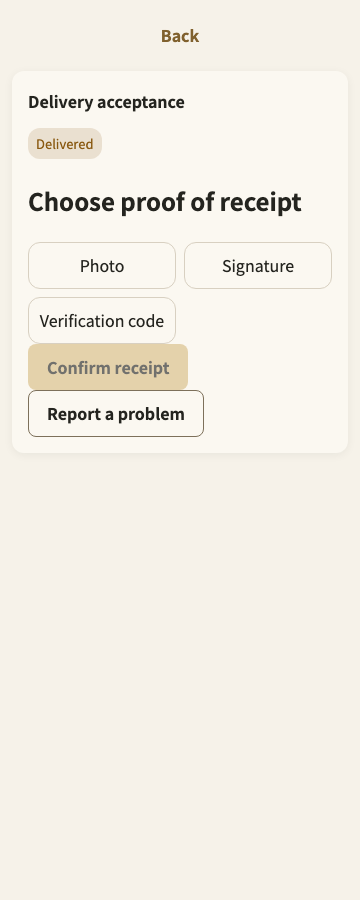 Back
Delivery acceptance
Delivered
Choose proof of receipt
Photo
Signature
Verification code
Confirm receipt
Report a problem